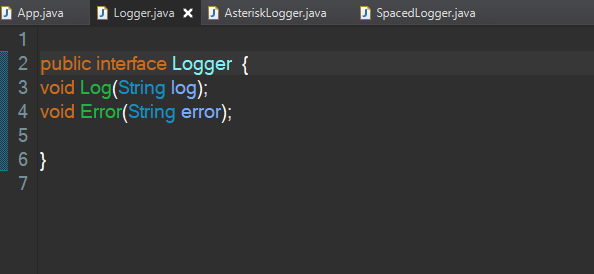 App.java Logger.java AsteriskLogger.java SpacedLogger.java
1
2 public interface Logger {
3 void Log(String log);
4 void Error(String error);
5
6 }
7